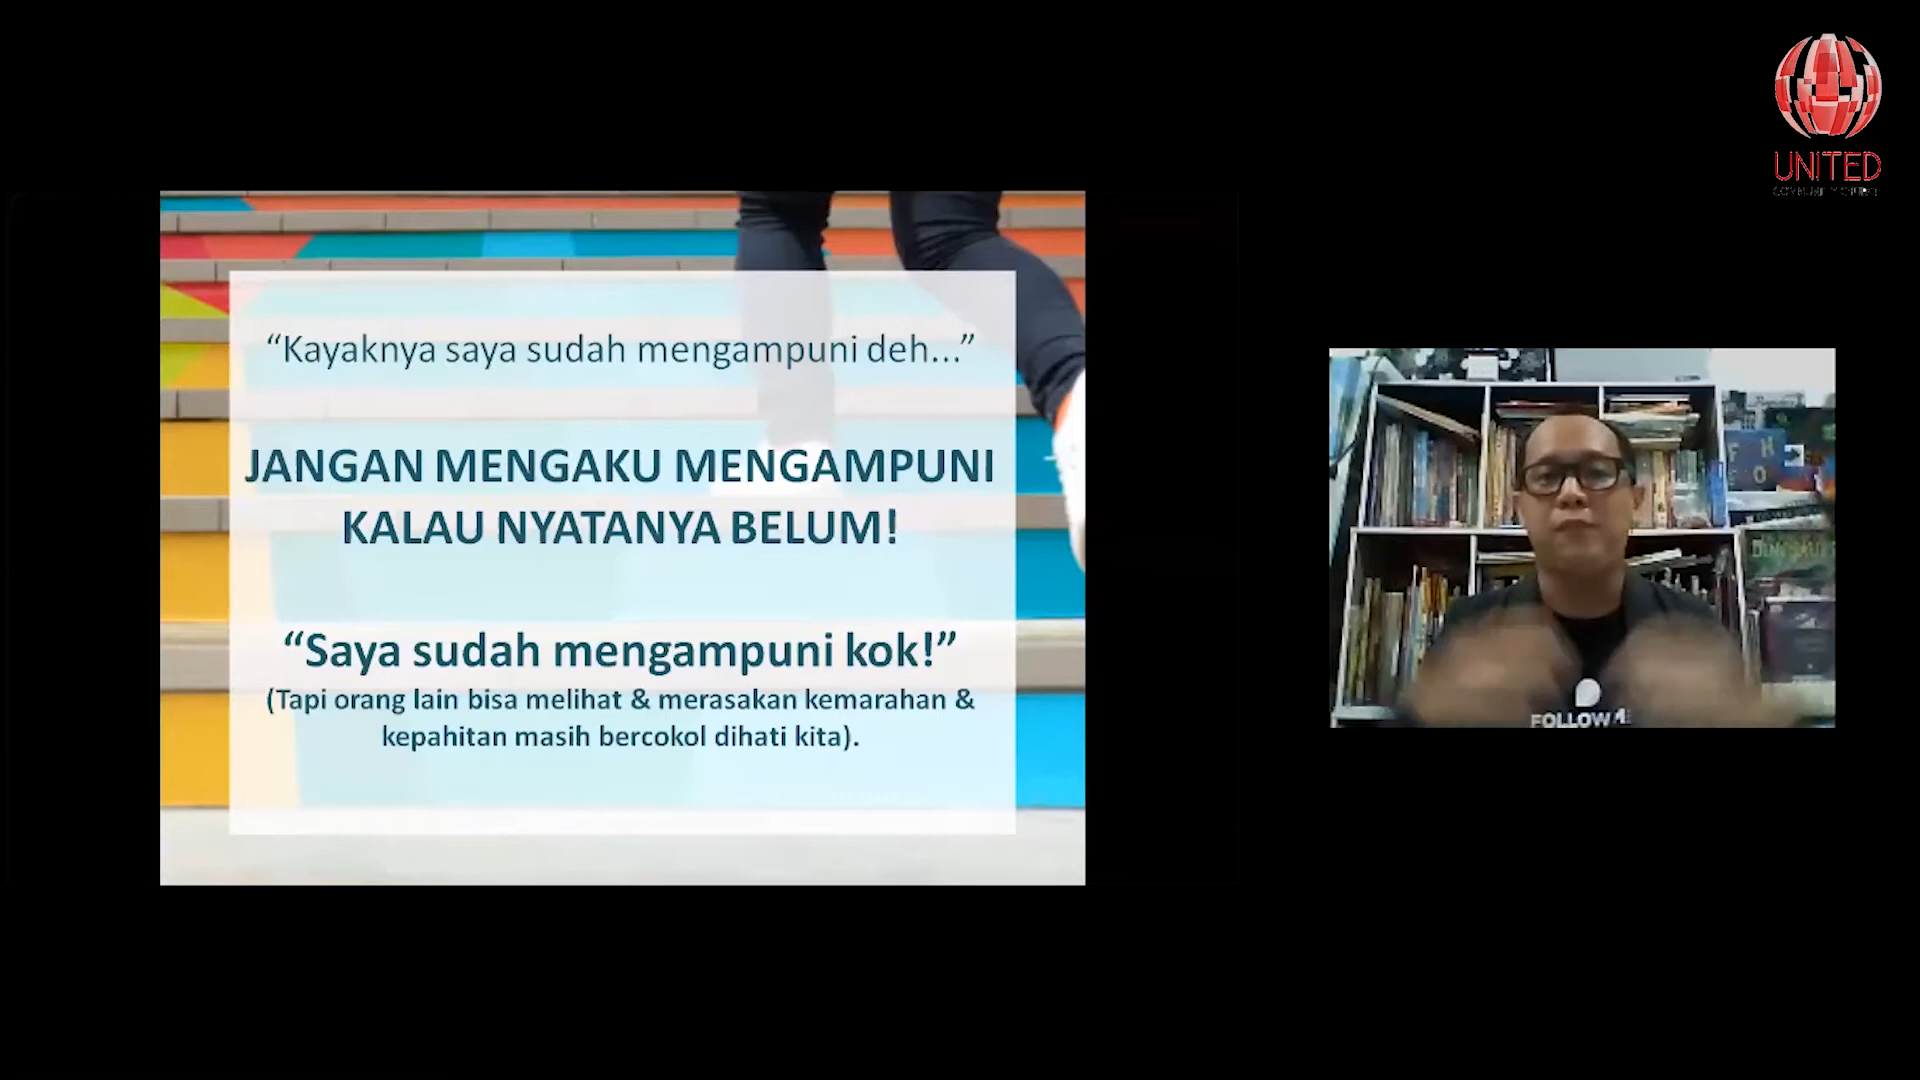 UNITED
"Kayaknya saya sudah mengampuni deh..."
JANGAN MENGAKU MENGAMPUNI
KALAU NYATANYA BELUM!
"Saya sudah mengampuni kok!"
(Tapi orang lain bisa melihat & merasakan kemarahan &
kepahitan masih bercokol dihati kita).
FOLLOW